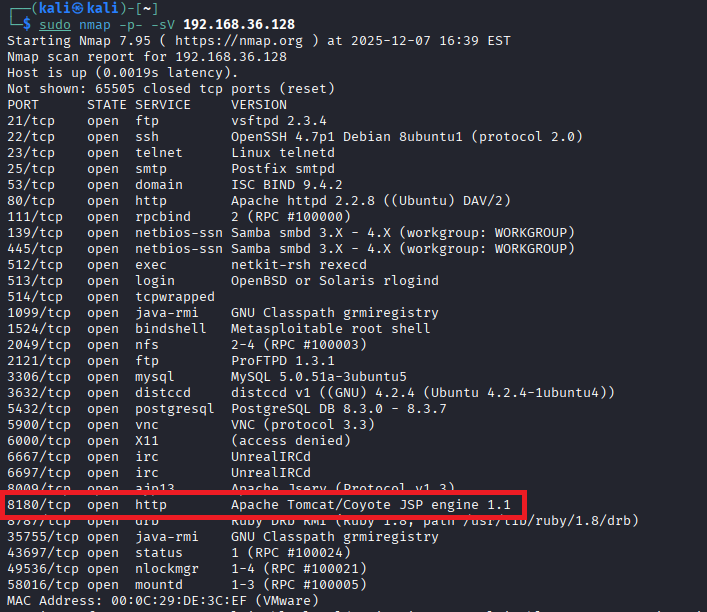 ┌──(kali㉿kali)-[~]
└─$ sudo nmap -p- -sV 192.168.36.128
Starting Nmap 7.95 ( https://nmap.org ) at 2025-12-07 16:39 EST
Nmap scan report for 192.168.36.128
Host is up (0.0019s latency).
Not shown: 65505 closed tcp ports (reset)
PORT      STATE SERVICE     VERSION
21/tcp    open  ftp         vsftpd 2.3.4
22/tcp    open  ssh         OpenSSH 4.7p1 Debian 8ubuntu1 (protocol 2.0)
23/tcp    open  telnet      Linux telnetd
25/tcp    open  smtp        Postfix smtpd
53/tcp    open  domain      ISC BIND 9.4.2
80/tcp    open  http        Apache httpd 2.2.8 ((Ubuntu) DAV/2)
111/tcp   open  rpcbind     2 (RPC #100000)
139/tcp   open  netbios-ssn Samba smbd 3.X - 4.X (workgroup: WORKGROUP)
445/tcp   open  netbios-ssn Samba smbd 3.X - 4.X (workgroup: WORKGROUP)
512/tcp   open  exec        netkit-rsh rexecd
513/tcp   open  login       OpenBSD or Solaris rlogind
514/tcp   open  tcpwrapped
1099/tcp  open  java-rmi    GNU Classpath grmiregistry
1524/tcp  open  bindshell   Metasploitable root shell
2049/tcp  open  nfs         2-4 (RPC #100003)
2121/tcp  open  ftp         ProFTPD 1.3.1
3306/tcp  open  mysql       MySQL 5.0.51a-3ubuntu5
3632/tcp  open  distccd     distccd v1 ((GNU) 4.2.4 (Ubuntu 4.2.4-1ubuntu4))
5432/tcp  open  postgresql  PostgreSQL DB 8.3.0 - 8.3.7
5900/tcp  open  vnc         VNC (protocol 3.3)
6000/tcp  open  X11         (access denied)
6667/tcp  open  irc         UnrealIRCd
6697/tcp  open  irc         UnrealIRCd
8009/tcp  open  ajp13       Apache Jserv (Protocol v1.3)
8180/tcp  open  http        Apache Tomcat/Coyote JSP engine 1.1
8787/tcp  open  drb         Ruby DRb RMI (Ruby 1.8; path /usr/lib/ruby/1.8/drb)
35755/tcp open  java-rmi    GNU Classpath grmiregistry
43697/tcp open  status      1 (RPC #100024)
49536/tcp open  nlockmgr    1-4 (RPC #100021)
58016/tcp open  mountd      1-3 (RPC #100005)
MAC Address: 00:0C:29:DE:3C:EF (VMware)